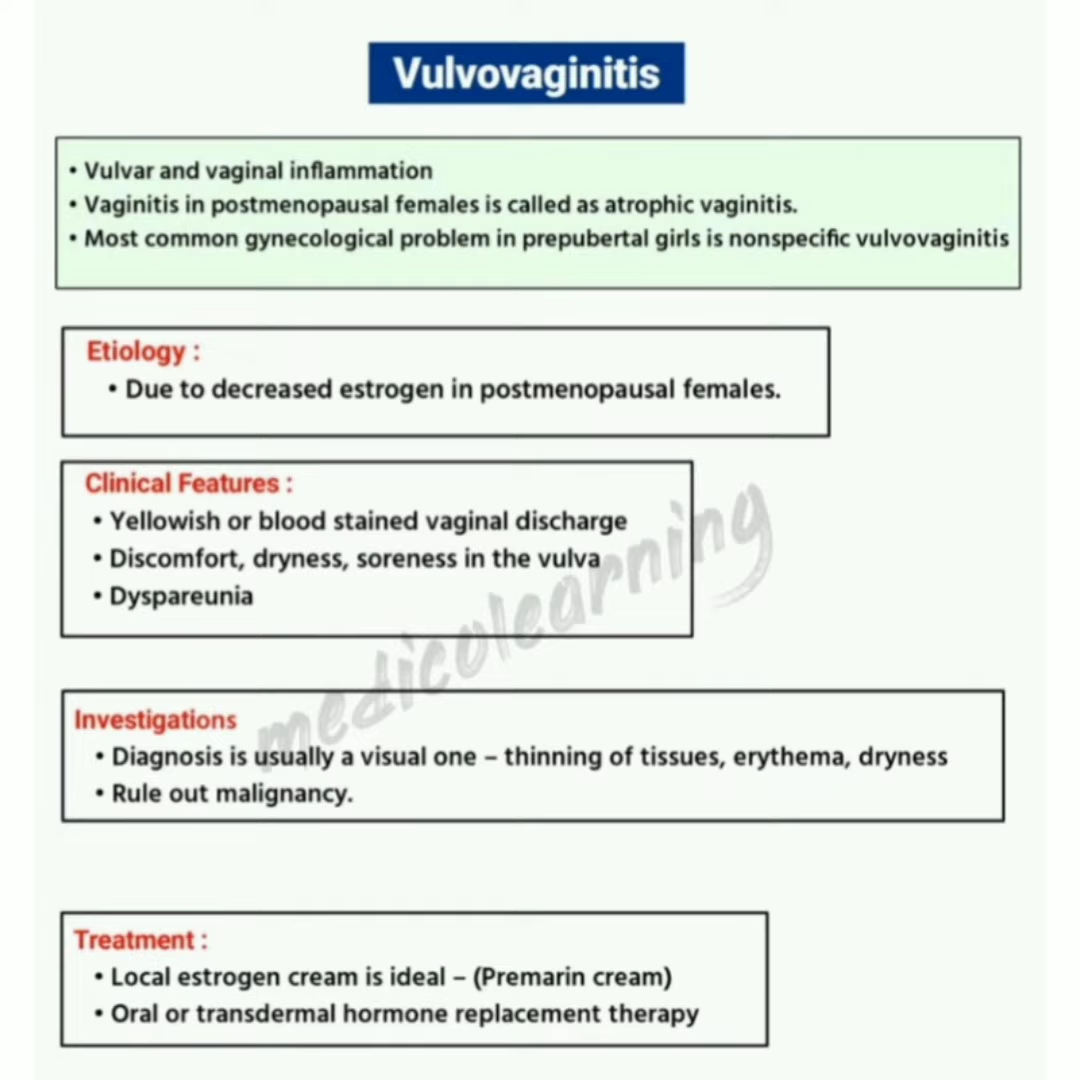 Vulvovaginitis
• Vulvar and vaginal inflammation
• Vaginitis in postmenopausal females is called as atrophic vaginitis.
• Most common gynecological problem in prepubertal girls is nonspecific vulvovaginitis
Etiology :
• Due to decreased estrogen in postmenopausal females.
Clinical Features :
• Yellowish or blood stained vaginal discharge
• Discomfort, dryness, soreness in the vulva
• Dyspareunia
medicolearning
Investigations
• Diagnosis is usually a visual one – thinning of tissues, erythema, dryness
• Rule out malignancy.
Treatment :
• Local estrogen cream is ideal – (Premarin cream)
• Oral or transdermal hormone replacement therapy